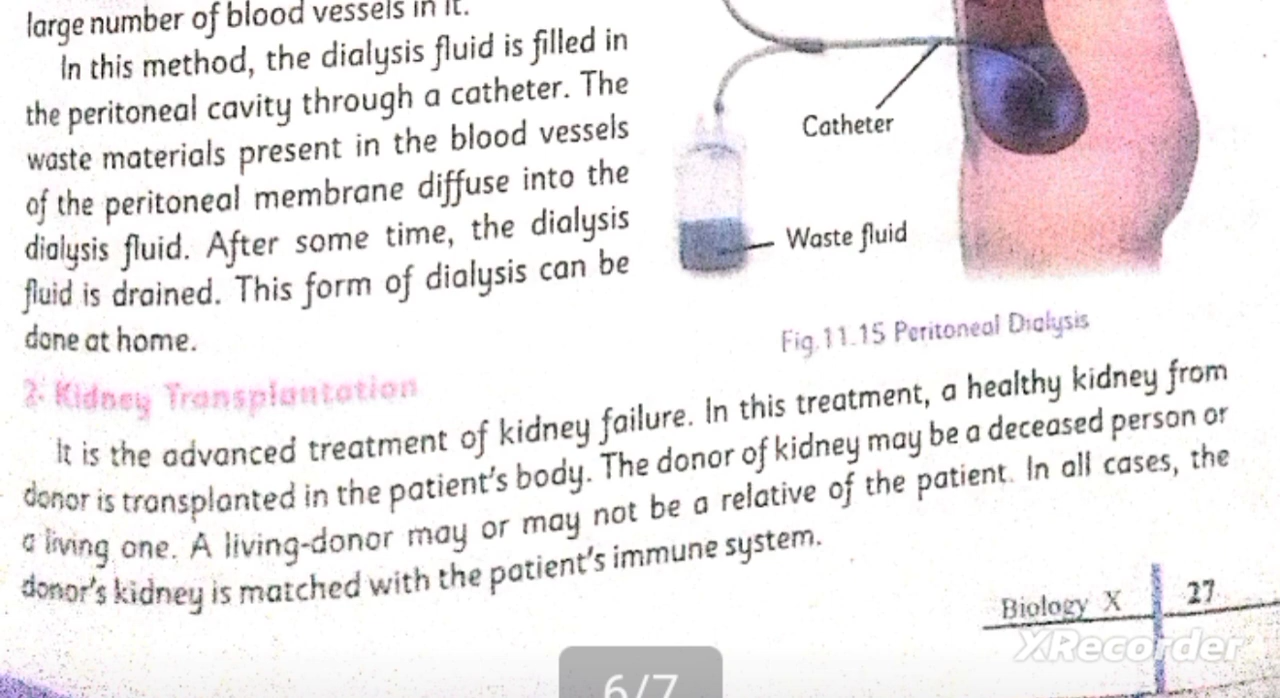 large number of blood vessels in it.
In this method, the dialysis fluid is filled in
the peritoneal cavity through a catheter. The
waste materials present in the blood vessels
of the peritoneal membrane diffuse into the
dialysis fluid. After some time, the dialysis
fluid is drained. This form of dialysis can be
done at home.
Catheter
Waste fluid
Fig.11.15 Peritoneal Dialysis
2. Kidney Transplantation
It is the advanced treatment of kidney failure. In this treatment, a healthy kidney from
donor is transplanted in the patient's body. The donor of kidney may be a deceased person or
a living one. A living-donor may or may not be a relative of the patient. In all cases, the
donor's kidney is matched with the patient's immune system.
Biology X 27
XRecorder
6/7